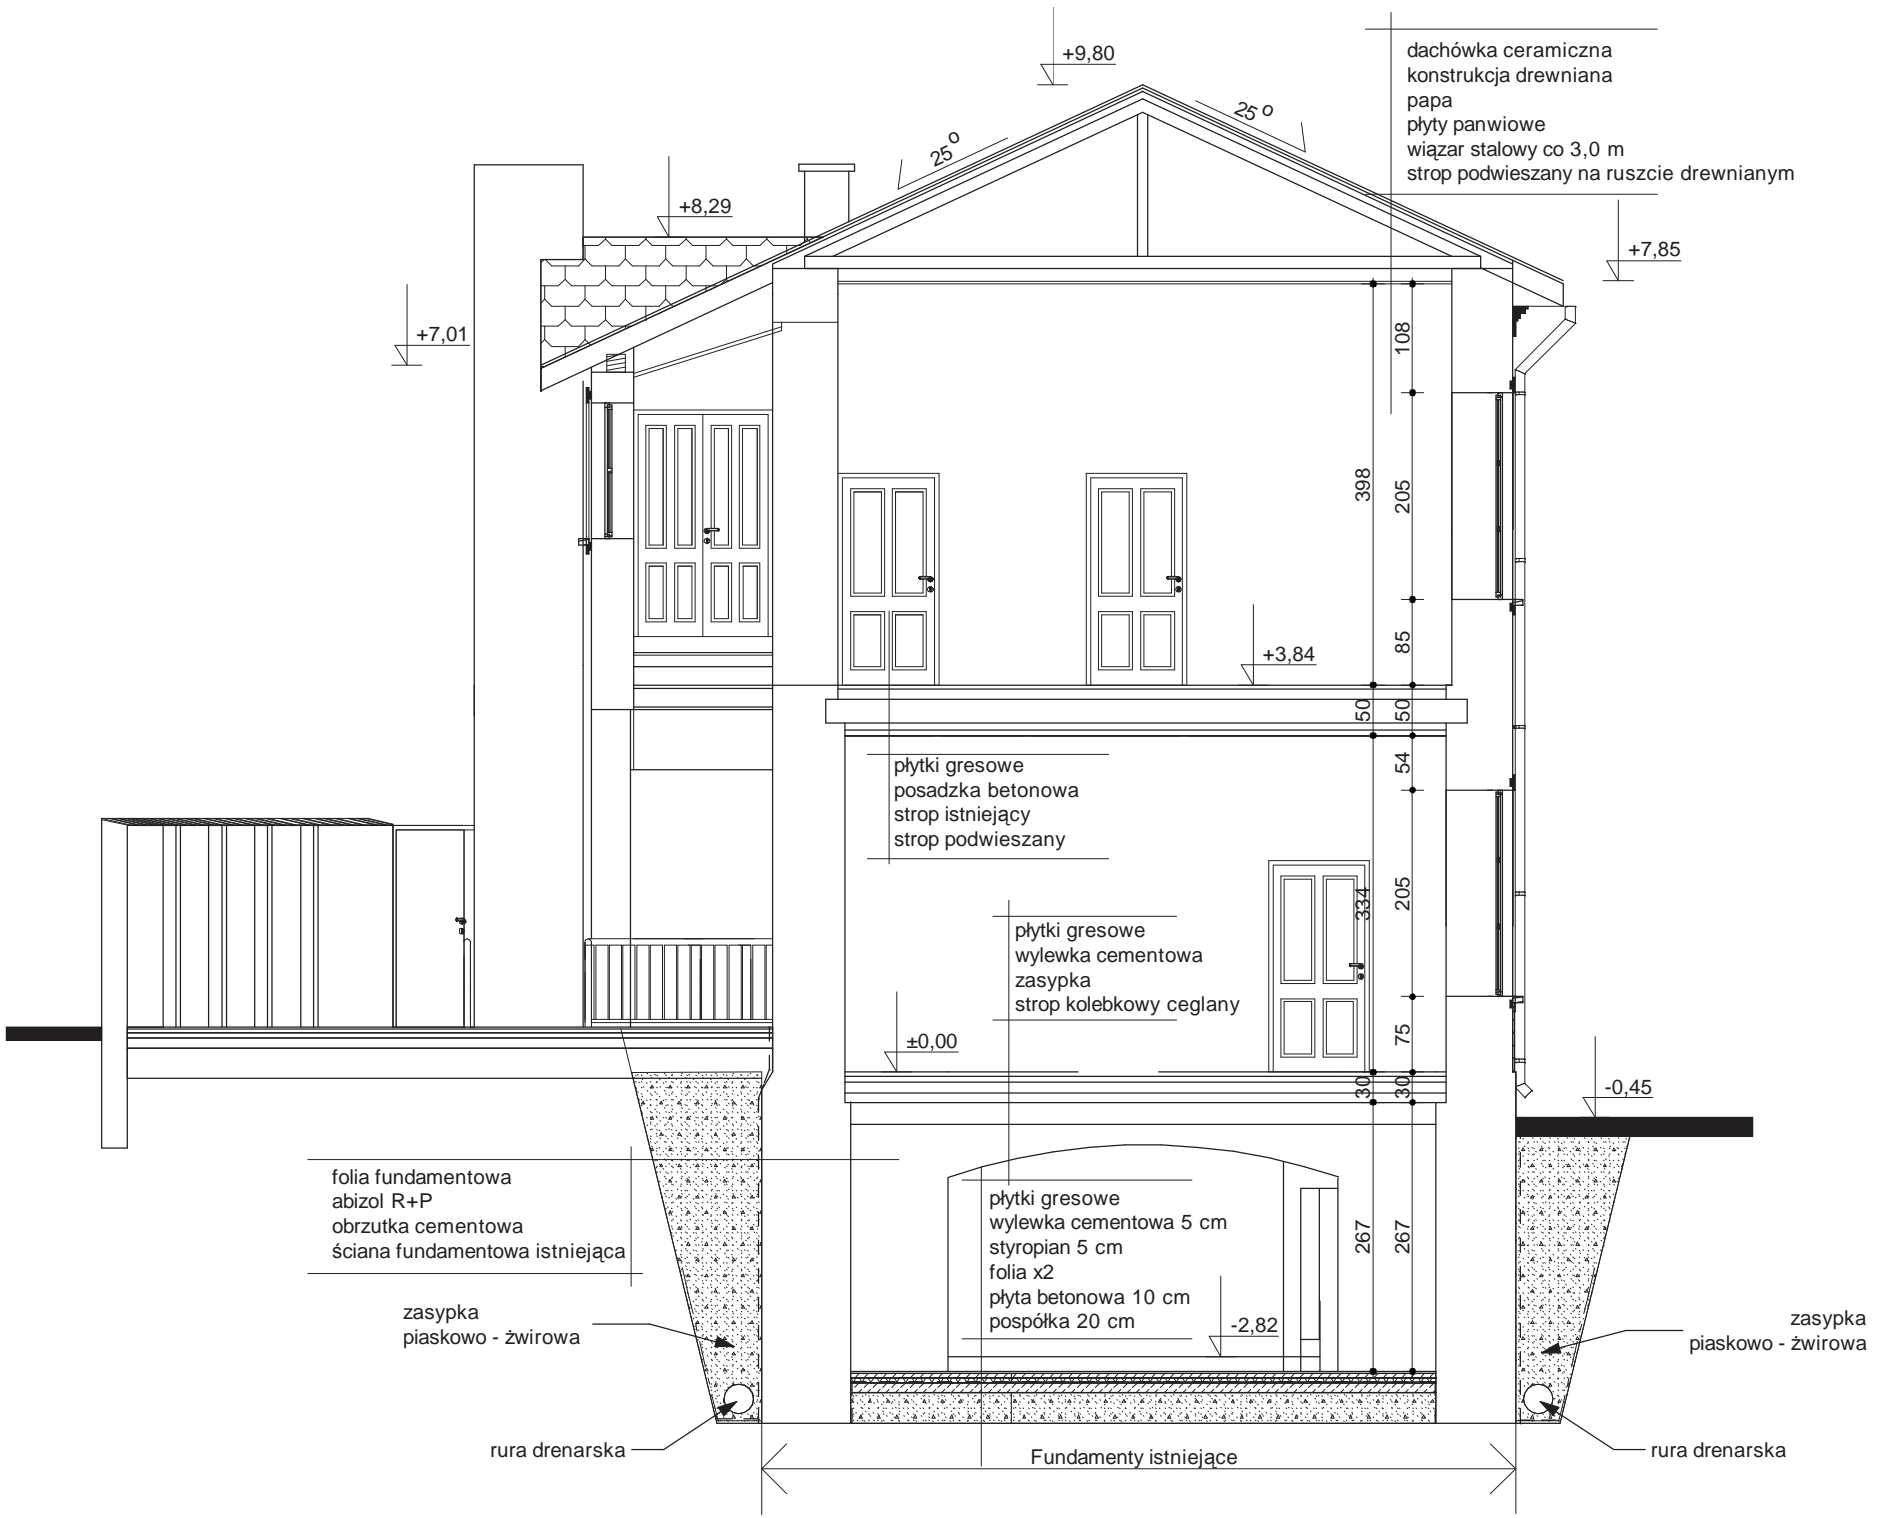 +9,80
dachówka ceramiczna
konstrukcja drewniana
papa
płyty panwiowe
wiązar stalowy co 3,0 m
strop podwieszany na ruszcie drewnianym
25 o
25 o
+8,29
+7,85
+7,01
108
398
205
85
+3,84
50
50
54
płytki gresowe
posadzka betonowa
strop istniejący
strop podwieszany
334
205
płytki gresowe
wylewka cementowa
zasypka
strop kolebkowy ceglany
75
±0,00
30
30
-0,45
folia fundamentowa
abizol R+P
obrzutka cementowa
ściana fundamentowa istniejąca
płytki gresowe
wylewka cementowa 5 cm
styropian 5 cm
folia x2
płyta betonowa 10 cm
pospółka 20 cm
267
267
-2,82
zasypka
piaskowo - żwirowa
zasypka
piaskowo - żwirowa
rura drenarska
Fundamenty istniejące
rura drenarska